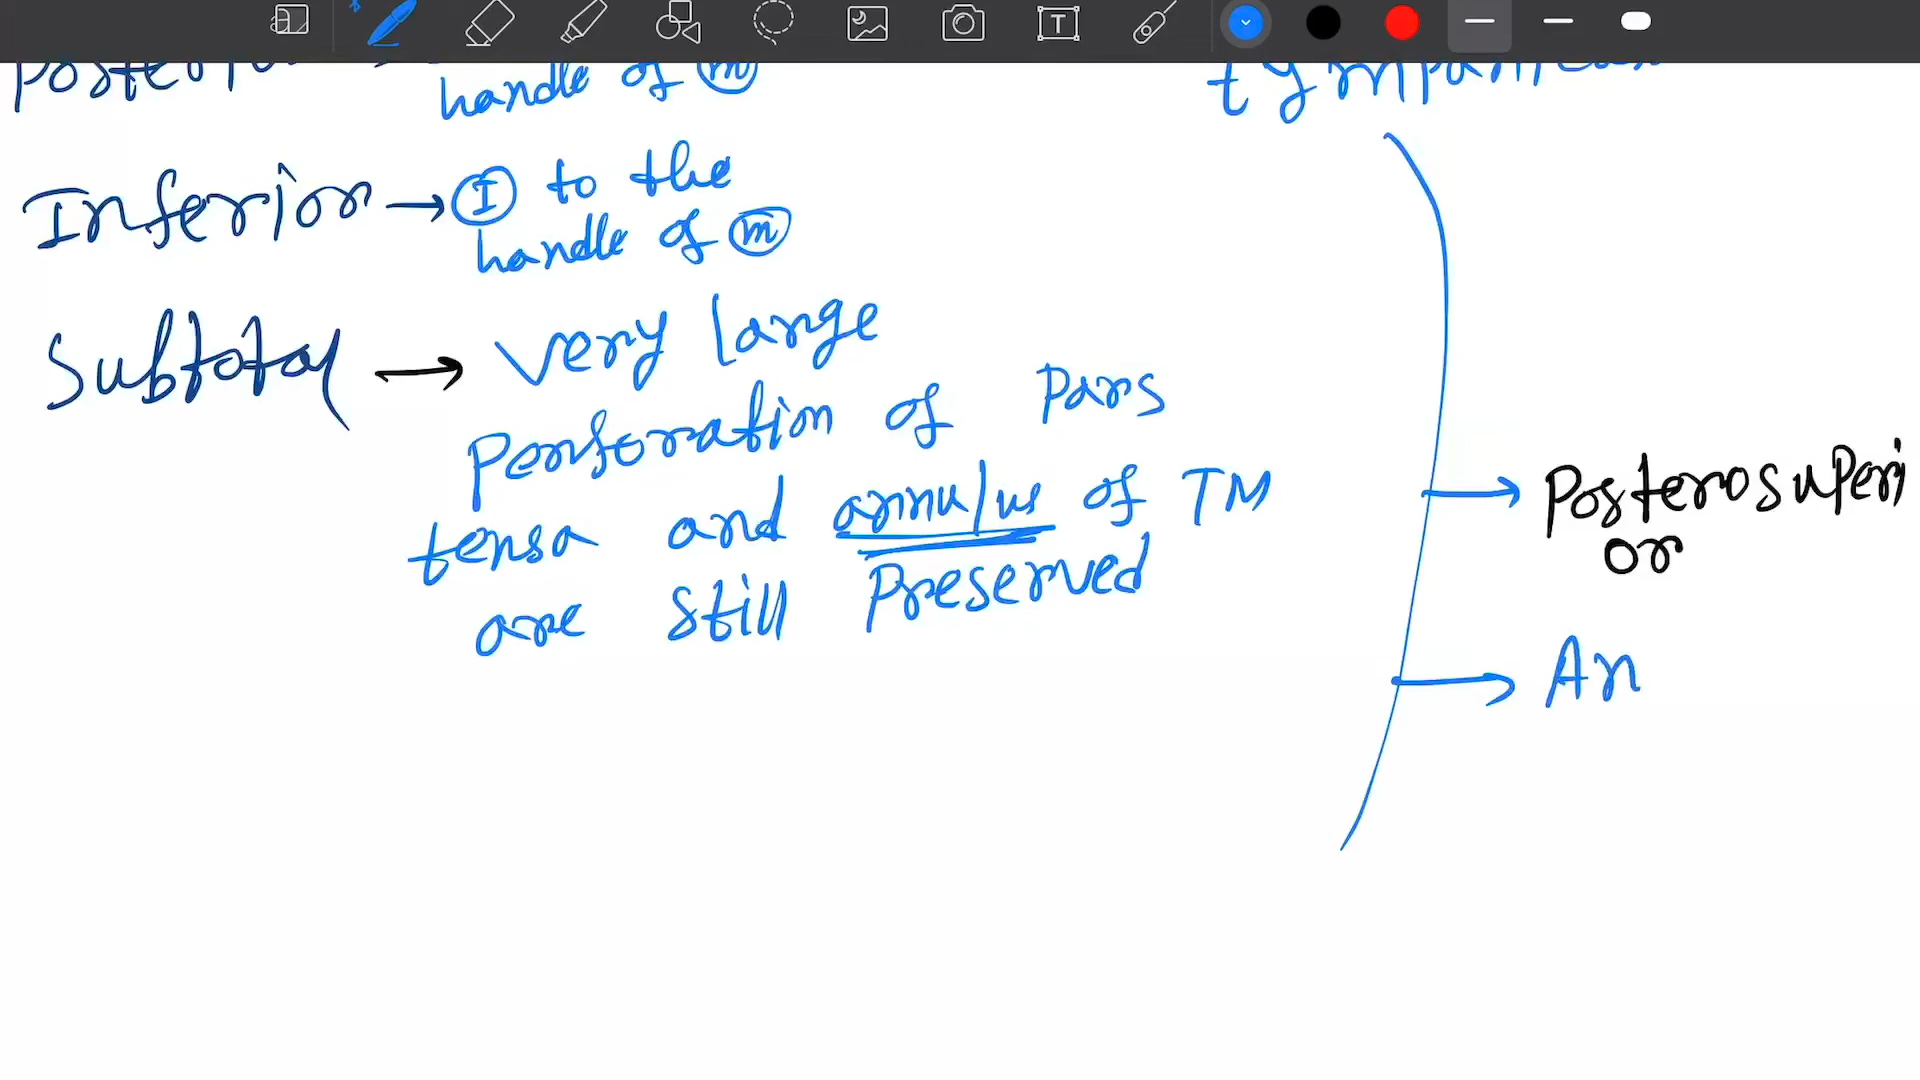 handle of m
Inferior → I to the
handle of m
Subtotal → very large
Perforation of Pars
tensa and annulus of TM
are still Preserved
→ Posterosuperi
or
→ An